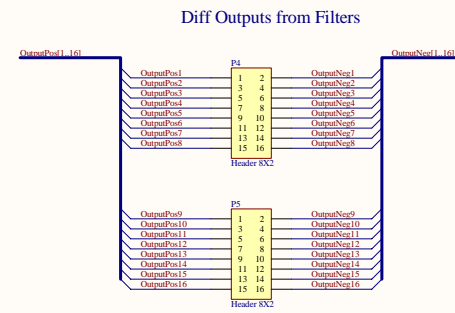 Diff Outputs from Filters
OutputPos[1..16]
OutputNeg[1..16]
P4
OutputPos1 1 2 OutputNeg1
OutputPos2 3 4 OutputNeg2
OutputPos3 5 6 OutputNeg3
OutputPos4 7 8 OutputNeg4
OutputPos5 9 10 OutputNeg5
OutputPos6 11 12 OutputNeg6
OutputPos7 13 14 OutputNeg7
OutputPos8 15 16 OutputNeg8
Header 8X2
P5
OutputPos9 1 2 OutputNeg9
OutputPos10 3 4 OutputNeg10
OutputPos11 5 6 OutputNeg11
OutputPos12 7 8 OutputNeg12
OutputPos13 9 10 OutputNeg13
OutputPos14 11 12 OutputNeg14
OutputPos15 13 14 OutputNeg15
OutputPos16 15 16 OutputNeg16
Header 8X2